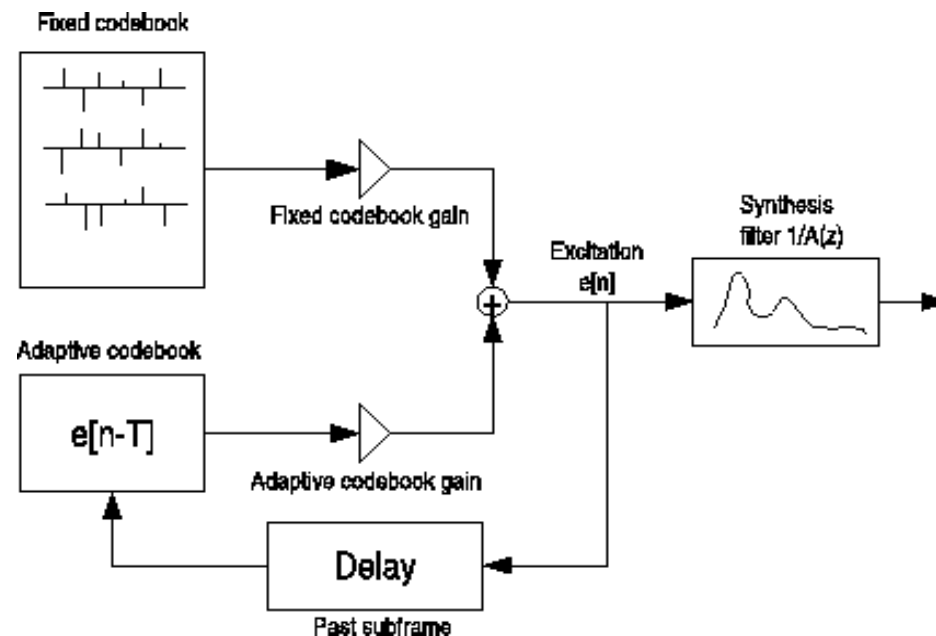 Fixed codebook
Fixed codebook gain
Synthesis
filter 1/A(z)
Excitation
e[n]
+
Adaptive codebook
e[n-T]
Adaptive codebook gain
Delay
Past subframe